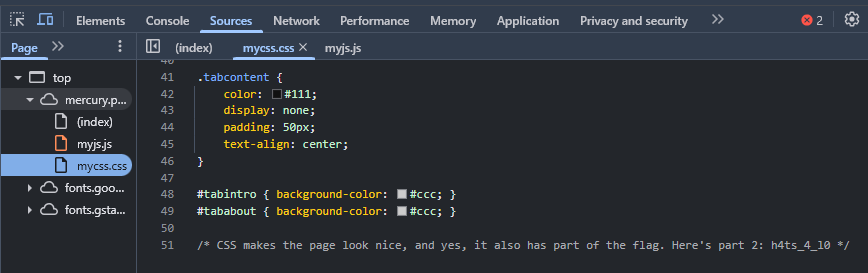 Elements Console Sources Network Performance Memory Application Privacy and security 2
Page (index) mycss.css myjs.js
top
mercury.p...
(index)
myjs.js
mycss.css
fonts.goo...
fonts.gsta...
40
41 .tabcontent {
42 color: #111;
43 display: none;
44 padding: 50px;
45 text-align: center;
46 }
47
48 #tabintro { background-color: #ccc; }
49 #tababout { background-color: #ccc; }
50
51 /* CSS makes the page look nice, and yes, it also has part of the flag. Here's part 2: h4ts_4_l0 */